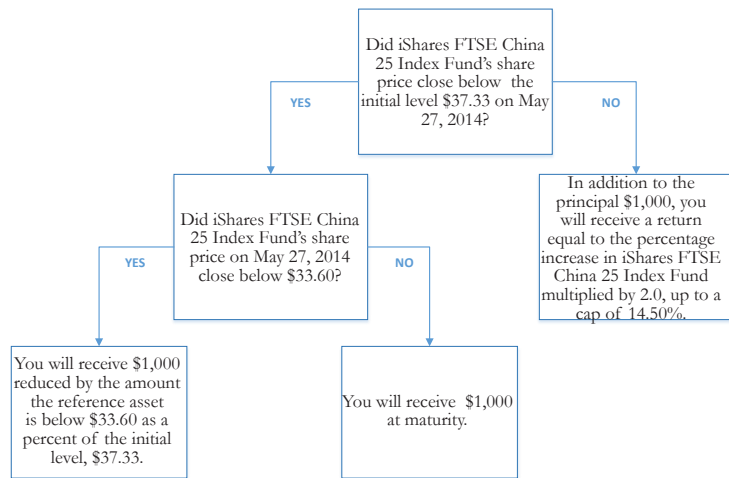 Did iShares FTSE China
25 Index Fund's share
price close below the
initial level $37.33 on May
27, 2014?
YES
NO
Did iShares FTSE China
25 Index Fund's share
price on May 27, 2014
close below $33.60?
In addition to the
principal $1,000, you
will receive a return
equal to the percentage
increase in iShares FTSE
China 25 Index Fund
multiplied by 2.0, up to a
cap of 14.50%.
YES
NO
You will receive $1,000
reduced by the amount
the reference asset
is below $33.60 as a
percent of the initial
level, $37.33.
You will receive $1,000
at maturity.